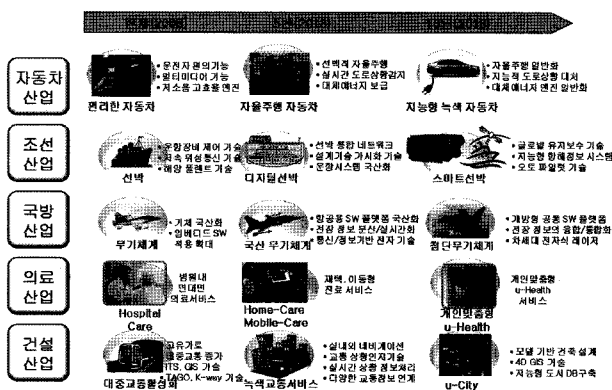 자동차
산업
• 운전자 편의기능
• 멀티미디어 기능
• 저소음 고효율 엔진
편리한 자동차
• 선택적 자율주행
• 실시간 도로상황감지
• 대체에너지 보급
자율주행 자동차
• 자율주행 일반화
• 지능적 도로상황 대처
• 대체에너지 엔진 일반화
지능형 녹색 자동차
조선
산업
• 운항장비 제어 기술
• 저속 위성통신 기술
• 해양 플랜트 기술
선박
• 선박 통합 네트워크
• 설계기술 가시화 기술
• 운항시스템 국산화
디지털선박
• 글로벌 유지보수 기술
• 지능형 항해정보 시스템
• 오토 파일럿 기술
스마트선박
국방
산업
• 기체 국산화
• 임베디드 SW
적용 확대
무기체계
• 항공용 SW 플랫폼 국산화
• 전장 정보 분산/실시간화
• 통신/정보기반 전자 기술
국산 무기체계
• 개방형 공통 SW 플랫폼
• 전장 정보의 융합/통합화
• 차세대 전자식 레이저
첨단무기체계
의료
산업
병원내
인대면
의료서비스
Hospital
Care
재택, 이동형
진료 서비스
Home-Care
Mobile-Care
개인맞춤형
u-Health
서비스
개인맞춤형
u-Health
건설
산업
• 고유가로
대중교통 증가
• ITS, GIS 기술
• TAGO, K-way 기술
대중교통활성화
• 실내외 네비게이션
• 교통 상황인지기술
• 실시간 상황 정보처리
• 다양한 교통정보 연계
녹색교통서비스
• 모델 기반 건축 설계
• 4D GIS 기술
• 지능형 도시 DB구축
u-City